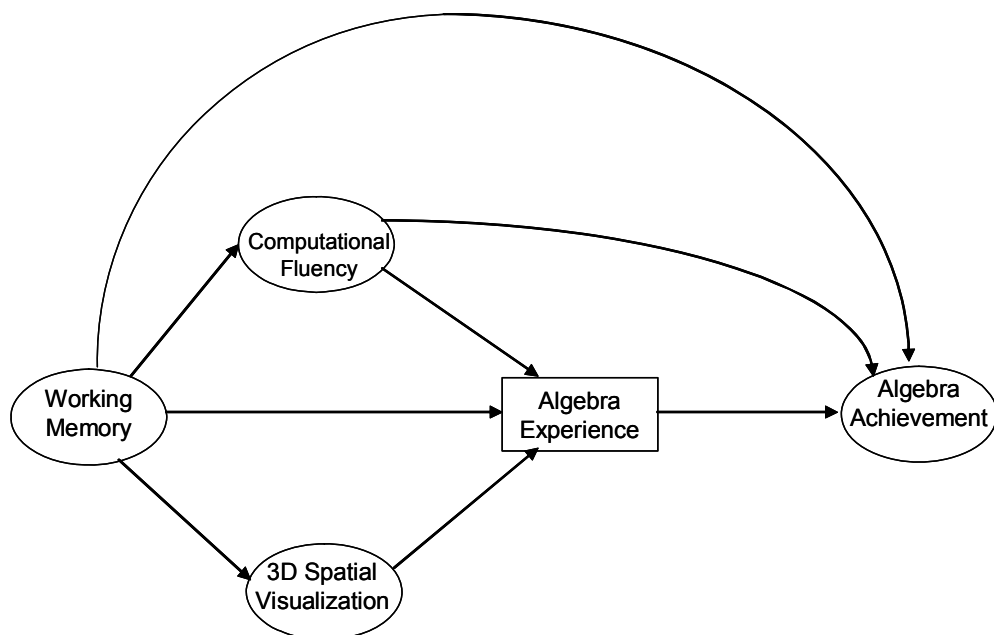 Computational
Fluency
Working
Memory
Algebra
Experience
Algebra
Achievement
3D Spatial
Visualization